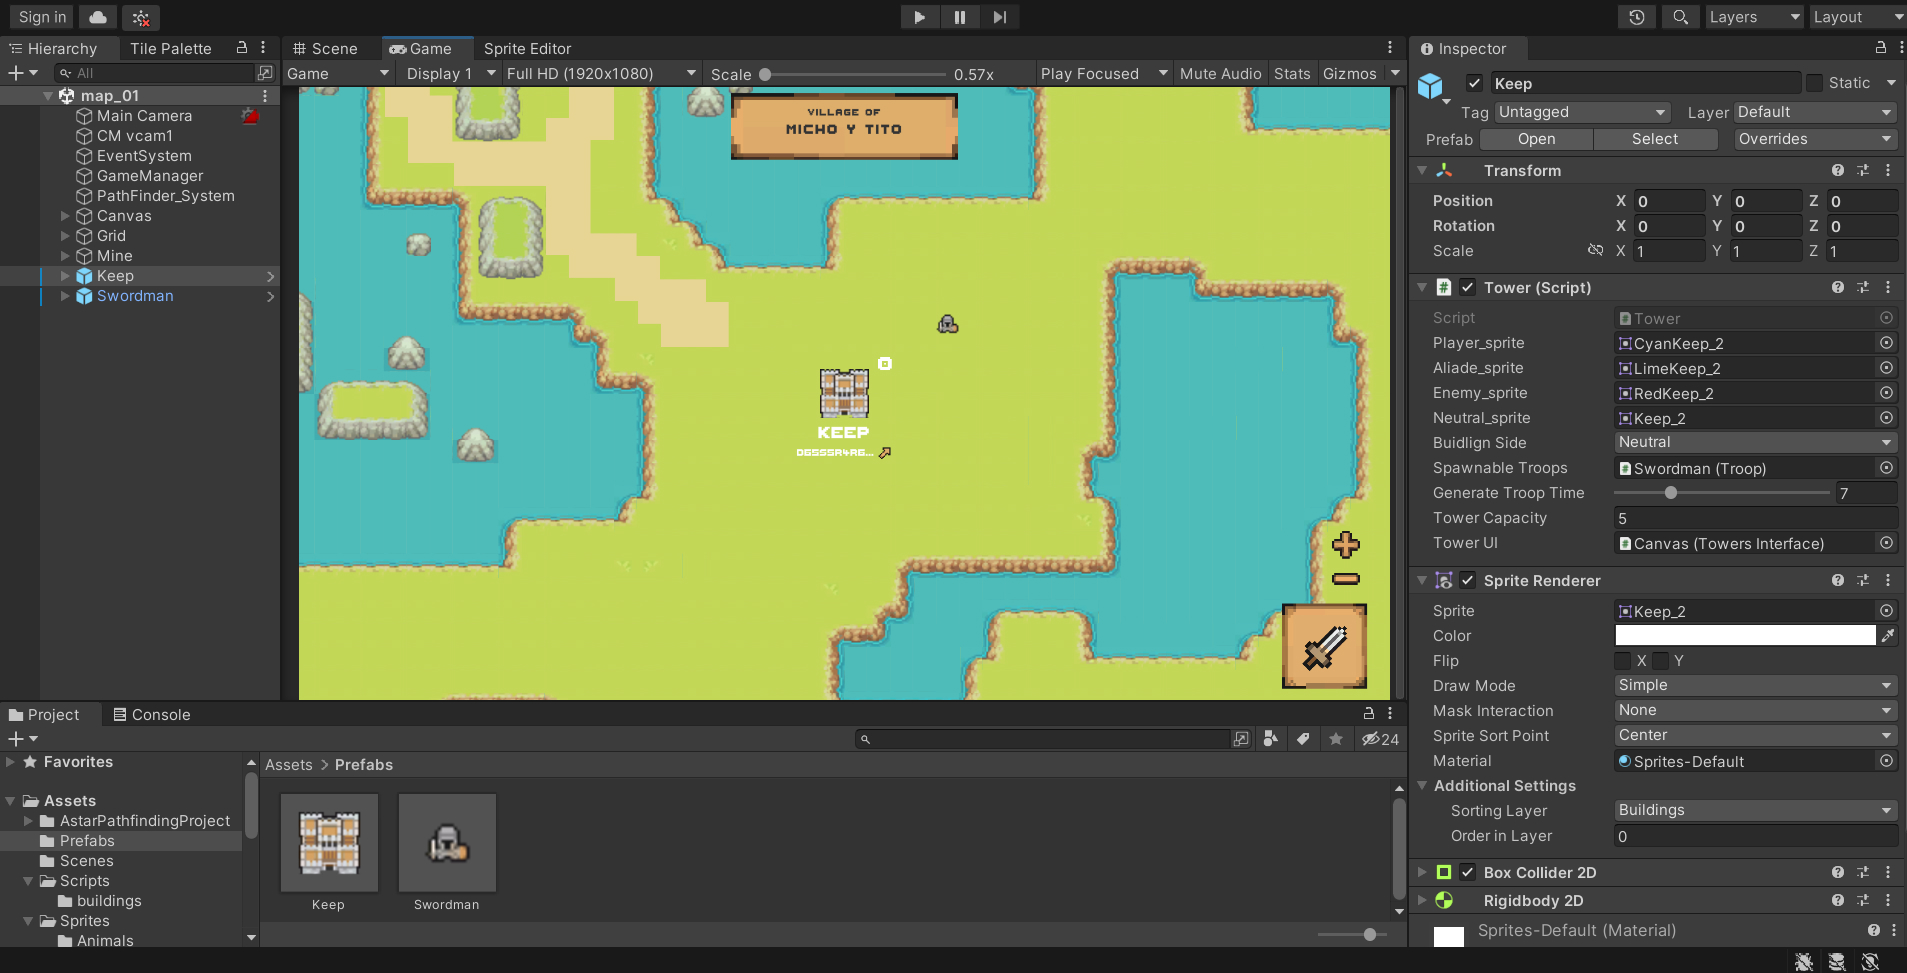 Sign in
Layers
Layout
Hierarchy
Tile Palette
Scene
Game
Sprite Editor
Inspector
All
Game
Display 1
Full HD (1920x1080)
Scale
0.57x
Play Focused
Mute Audio
Stats
Gizmos
map_01
Main Camera
CM vcam1
EventSystem
GameManager
PathFinder_System
Canvas
Grid
Mine
Keep
Swordman
VILLAGE OF
MICHO Y TITO
KEEP
Keep
Static
Tag
Untagged
Layer
Default
Prefab
Open
Select
Overrides
Transform
Position X 0 Y 0 Z 0
Rotation X 0 Y 0 Z 0
Scale X 1 Y 1 Z 1
Tower (Script)
Script
Tower
Player_sprite
CyanKeep_2
Aliade_sprite
LimeKeep_2
Enemy_sprite
RedKeep_2
Neutral_sprite
Keep_2
Buidlign Side
Neutral
Spawnable Troops
Swordman (Troop)
Generate Troop Time
7
Tower Capacity
5
Tower UI
Canvas (Towers Interface)
Sprite Renderer
Sprite
Keep_2
Color
Flip
X Y
Draw Mode
Simple
Mask Interaction
None
Sprite Sort Point
Center
Material
Sprites-Default
Additional Settings
Sorting Layer
Buildings
Order in Layer
0
Box Collider 2D
Rigidbody 2D
Sprites-Default (Material)
Project
Console
24
Favorites
Assets
AstarPathfindingProject
Prefabs
Scenes
Scripts
buildings
Sprites
Animals
Assets > Prefabs
Keep
Swordman